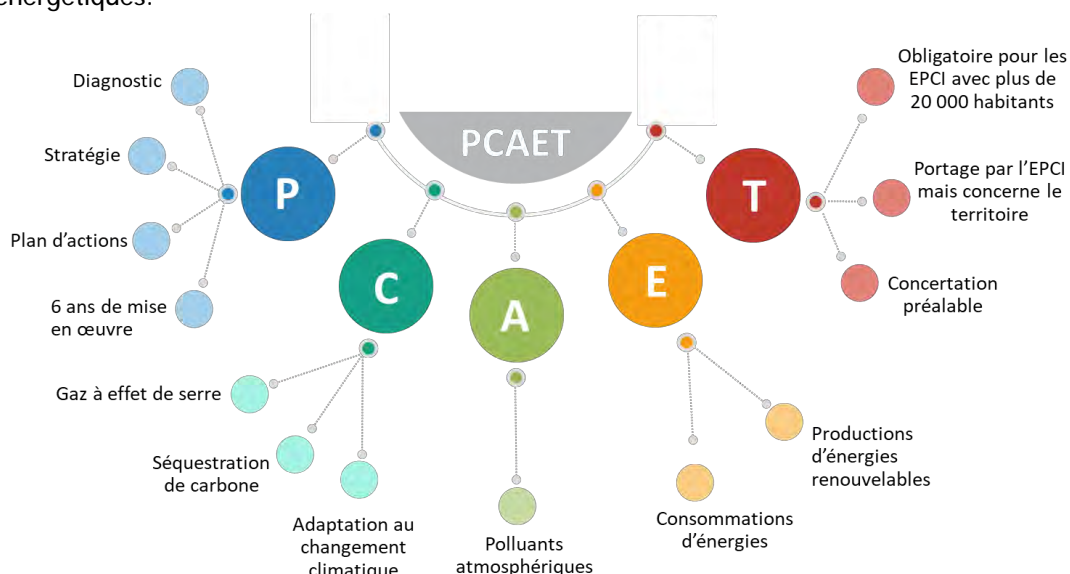 énergétiques.
PCAET
P
Diagnostic
Stratégie
Plan d'actions
6 ans de mise
en œuvre
C
Gaz à effet de serre
Séquestration
de carbone
Adaptation au
changement
climatique
A
Polluants
atmosphériques
E
Consommations
d'énergies
Productions
d'énergies
renouvelables
T
Obligatoire pour les
EPCI avec plus de
20 000 habitants
Portage par l'EPCI
mais concerne le
territoire
Concertation
préalable